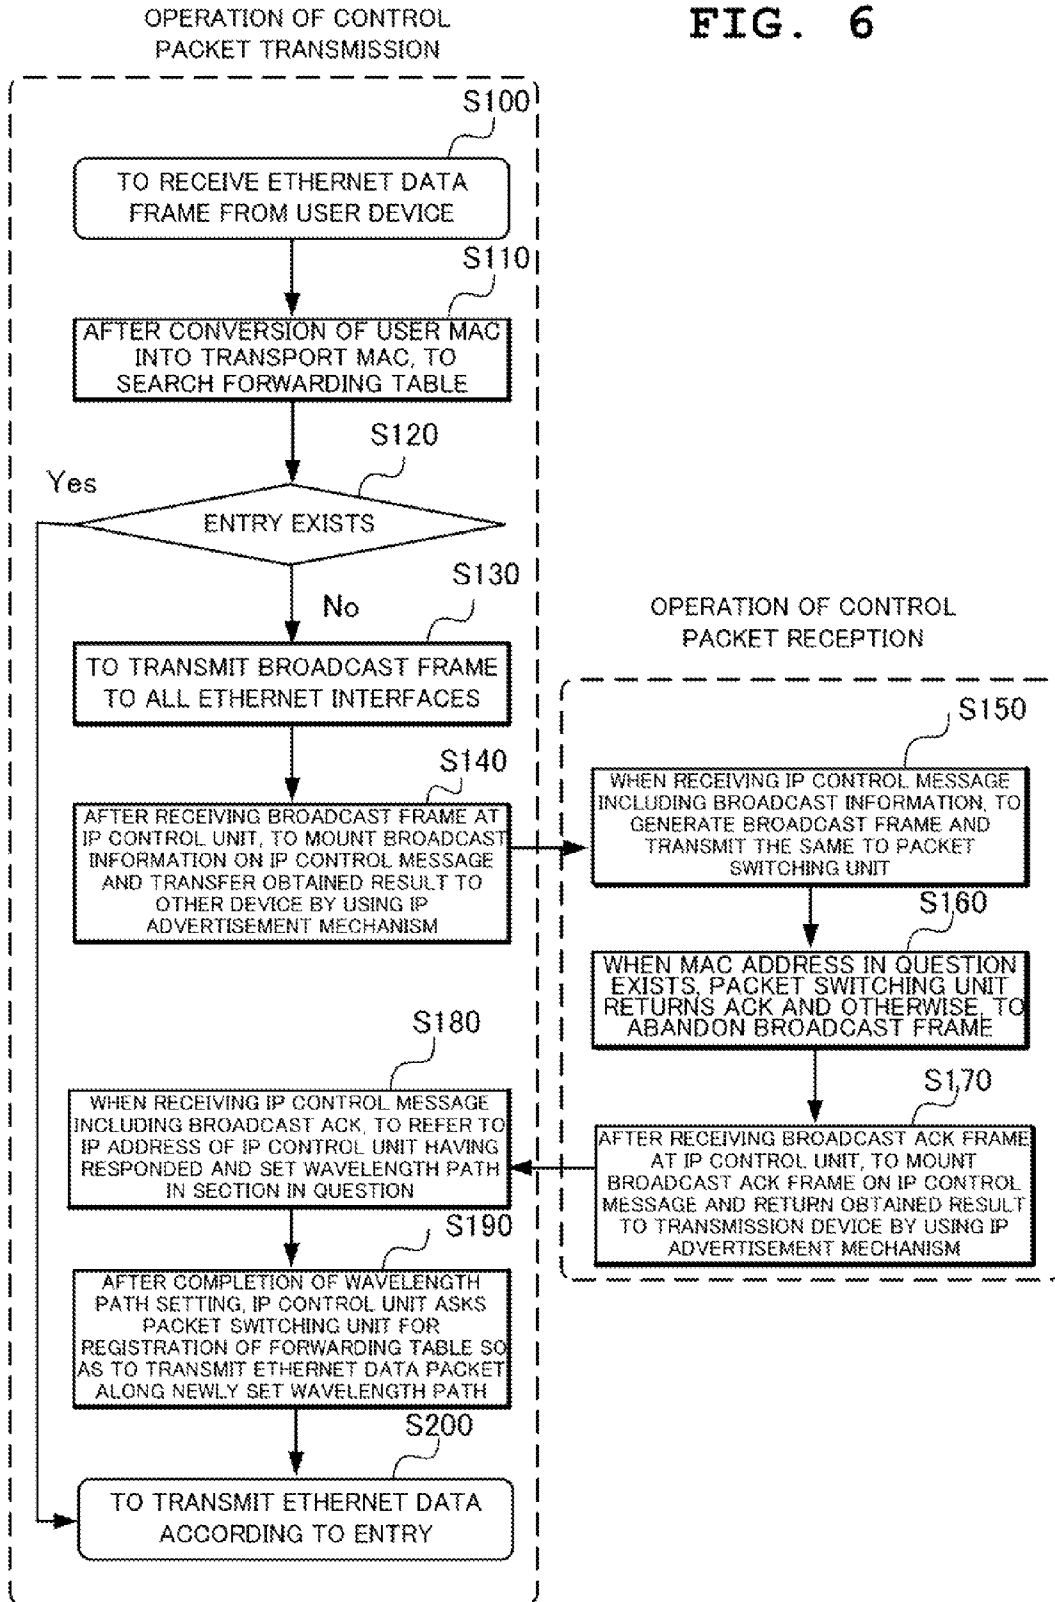 OPERATION OF CONTROL
PACKET TRANSMISSION
FIG. 6
S100
TO RECEIVE ETHERNET DATA
FRAME FROM USER DEVICE
S110
AFTER CONVERSION OF USER MAC
INTO TRANSPORT MAC, TO
SEARCH FORWARDING TABLE
S120
Yes
ENTRY EXISTS
No
S130
TO TRANSMIT BROADCAST FRAME
TO ALL ETHERNET INTERFACES
S140
AFTER RECEIVING BROADCAST FRAME AT
IP CONTROL UNIT, TO MOUNT BROADCAST
INFORMATION ON IP CONTROL MESSAGE
AND TRANSFER OBTAINED RESULT TO
OTHER DEVICE BY USING IP
ADVERTISEMENT MECHANISM
OPERATION OF CONTROL
PACKET RECEPTION
S150
WHEN RECEIVING IP CONTROL MESSAGE
INCLUDING BROADCAST INFORMATION, TO
GENERATE BROADCAST FRAME AND
TRANSMIT THE SAME TO PACKET
SWITCHING UNIT
S160
WHEN MAC ADDRESS IN QUESTION
EXISTS, PACKET SWITCHING UNIT
RETURNS ACK AND OTHERWISE, TO
ABANDON BROADCAST FRAME
S170
AFTER RECEIVING BROADCAST ACK FRAME
AT IP CONTROL UNIT, TO MOUNT
BROADCAST ACK FRAME ON IP CONTROL
MESSAGE AND RETURN OBTAINED RESULT
TO TRANSMISSION DEVICE BY USING IP
ADVERTISEMENT MECHANISM
S180
WHEN RECEIVING IP CONTROL MESSAGE
INCLUDING BROADCAST ACK, TO REFER TO
IP ADDRESS OF IP CONTROL UNIT HAVING
RESPONDED AND SET WAVELENGTH PATH
IN SECTION IN QUESTION
S190
AFTER COMPLETION OF WAVELENGTH
PATH SETTING, IP CONTROL UNIT ASKS
PACKET SWITCHING UNIT FOR
REGISTRATION OF FORWARDING TABLE SO
AS TO TRANSMIT ETHERNET DATA PACKET
ALONG NEWLY SET WAVELENGTH PATH
S200
TO TRANSMIT ETHERNET DATA
ACCORDING TO ENTRY